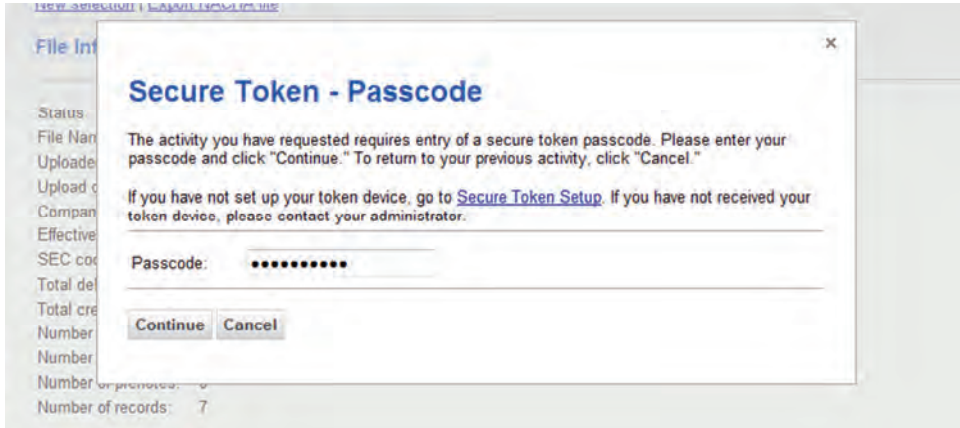 New selection | Export NACHA file
File Inf
×
Secure Token - Passcode
Status
The activity you have requested requires entry of a secure token passcode. Please enter your
File Nam
passcode and click "Continue." To return to your previous activity, click "Cancel."
Uploade
Upload
If you have not set up your token device, go to Secure Token Setup. If you have not received your
Compan
token device, please contact your administrator.
Effective
SEC cod
Passcode: ••••••••••
Total de
Total cre
Continue Cancel
Number
Number
Number of prenotes:
Number of records: 7